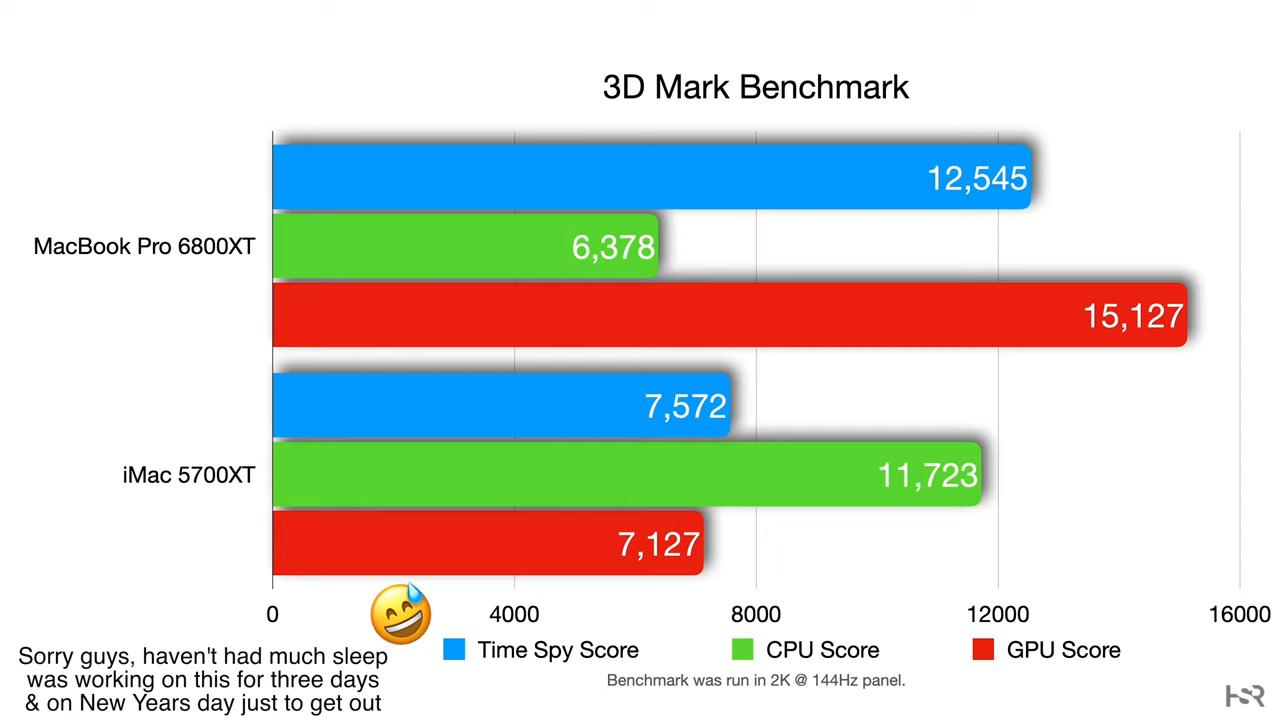 3D Mark Benchmark
12,545
MacBook Pro 6800XT
6,378
15,127
7,572
iMac 5700XT
11,723
7,127
0
4000
8000
12000
16000
Time Spy Score
CPU Score
GPU Score
Benchmark was run in 2K @ 144Hz panel.
Sorry guys, haven't had much sleep
was working on this for three days
& on New Years day just to get out
HSR